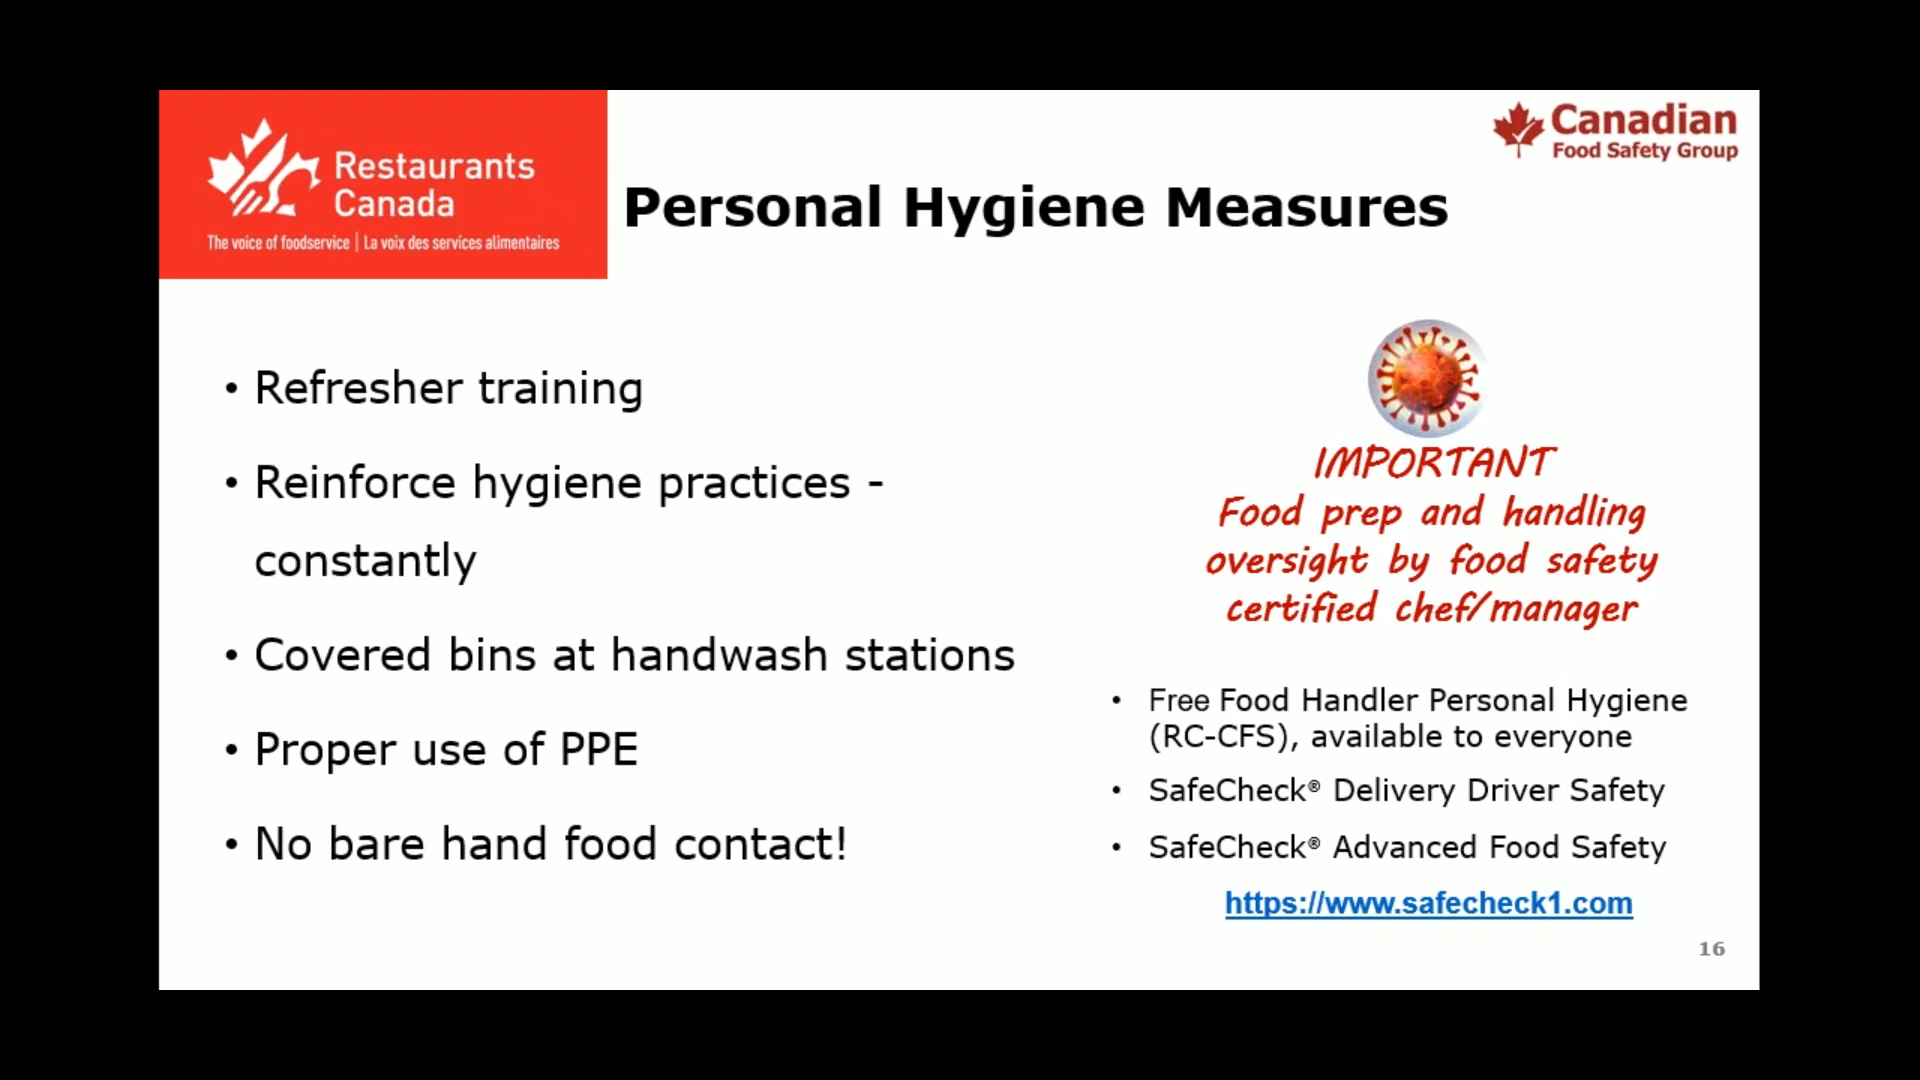 Restaurants
Canada
The voice of foodservice | La voix des services alimentaires
Canadian
Food Safety Group
Personal Hygiene Measures
• Refresher training
• Reinforce hygiene practices -
constantly
• Covered bins at handwash stations
• Proper use of PPE
• No bare hand food contact!
IMPORTANT
Food prep and handling
oversight by food safety
certified chef/manager
• Free Food Handler Personal Hygiene
(RC-CFS), available to everyone
• SafeCheck® Delivery Driver Safety
• SafeCheck® Advanced Food Safety
https://www.safecheck1.com
16